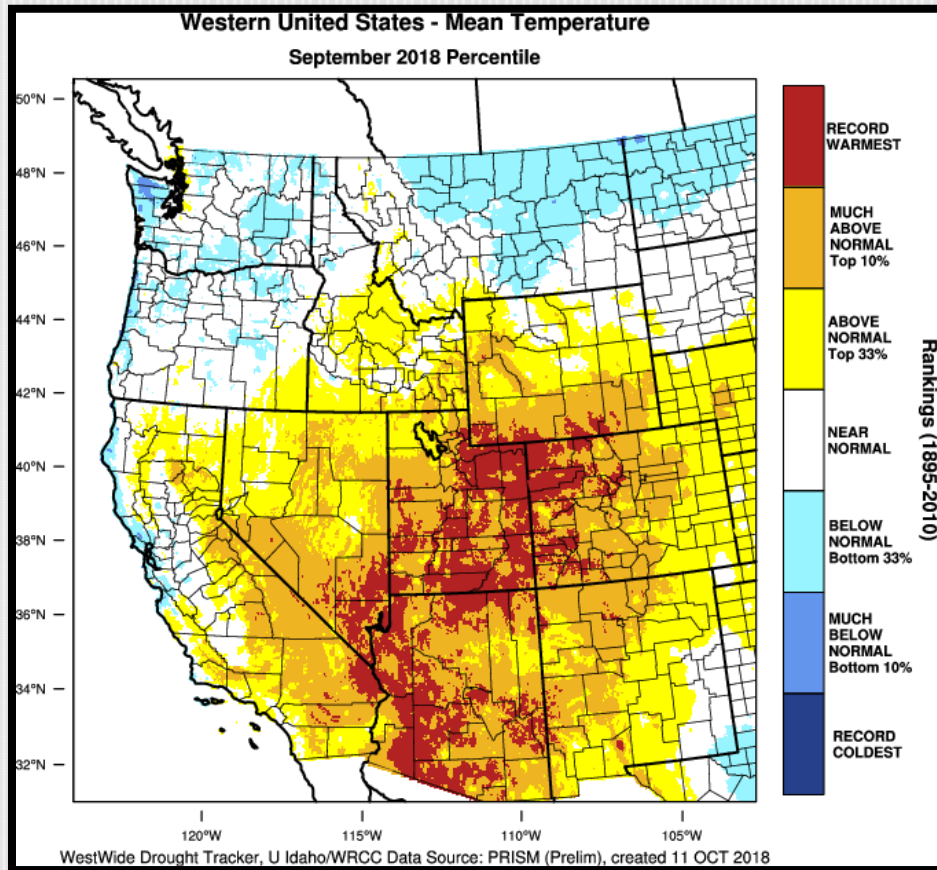 Western United States - Mean Temperature
September 2018 Percentile
50°N
48°N
46°N
44°N
42°N
40°N
38°N
36°N
34°N
32°N
120°W
115°W
110°W
105°W
RECORD
WARMEST
MUCH
ABOVE
NORMAL
Top 10%
ABOVE
NORMAL
Top 33%
NEAR
NORMAL
BELOW
NORMAL
Bottom 33%
MUCH
BELOW
NORMAL
Bottom 10%
RECORD
COLDEST
Rankings (1895-2010)
WestWide Drought Tracker, U Idaho/WRCC Data Source: PRISM (Prelim), created 11 OCT 2018